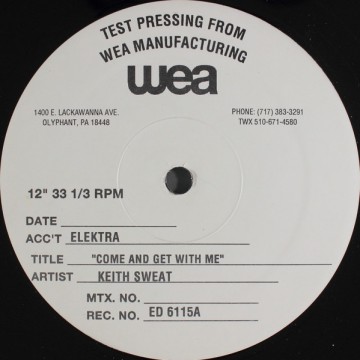 TEST PRESSING FROM
WEA MANUFACTURING
wea
1400 E. LACKAWANNA AVE.
OLYPHANT, PA 18448
PHONE: (717) 383-3291
TWX 510-671-4580
12" 33 1/3 RPM
DATE
ACC'T ELEKTRA
TITLE "COME AND GET WITH ME"
ARTIST KEITH SWEAT
MTX. NO.
REC. NO. ED 6115A